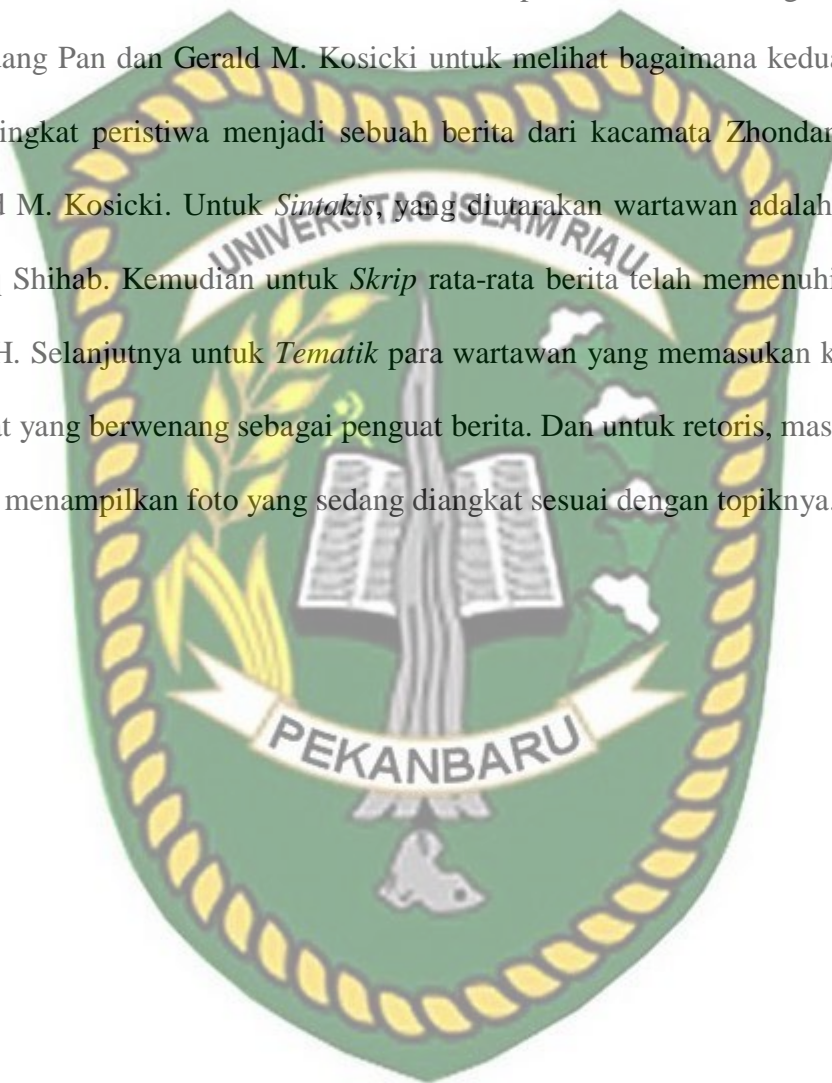 uang Pan dan Gerald M. Kosicki untuk melihat bagaimana kedua
ingkat peristiwa menjadi sebuah berita dari kacamata Zhondan
M. Kosicki. Untuk Sintakis, yang diutarakan wartawan adalah
Shihab. Kemudian untuk Skrip rata-rata berita telah memenuhi
H. Selanjutnya untuk Tematik para wartawan yang memasukan k
at yang berwenang sebagai penguat berita. Dan untuk retoris, mas
menampilkan foto yang sedang diangkat sesuai dengan topiknya.
UNIVERSITAS ISLAM RIAU
PEKANBARU